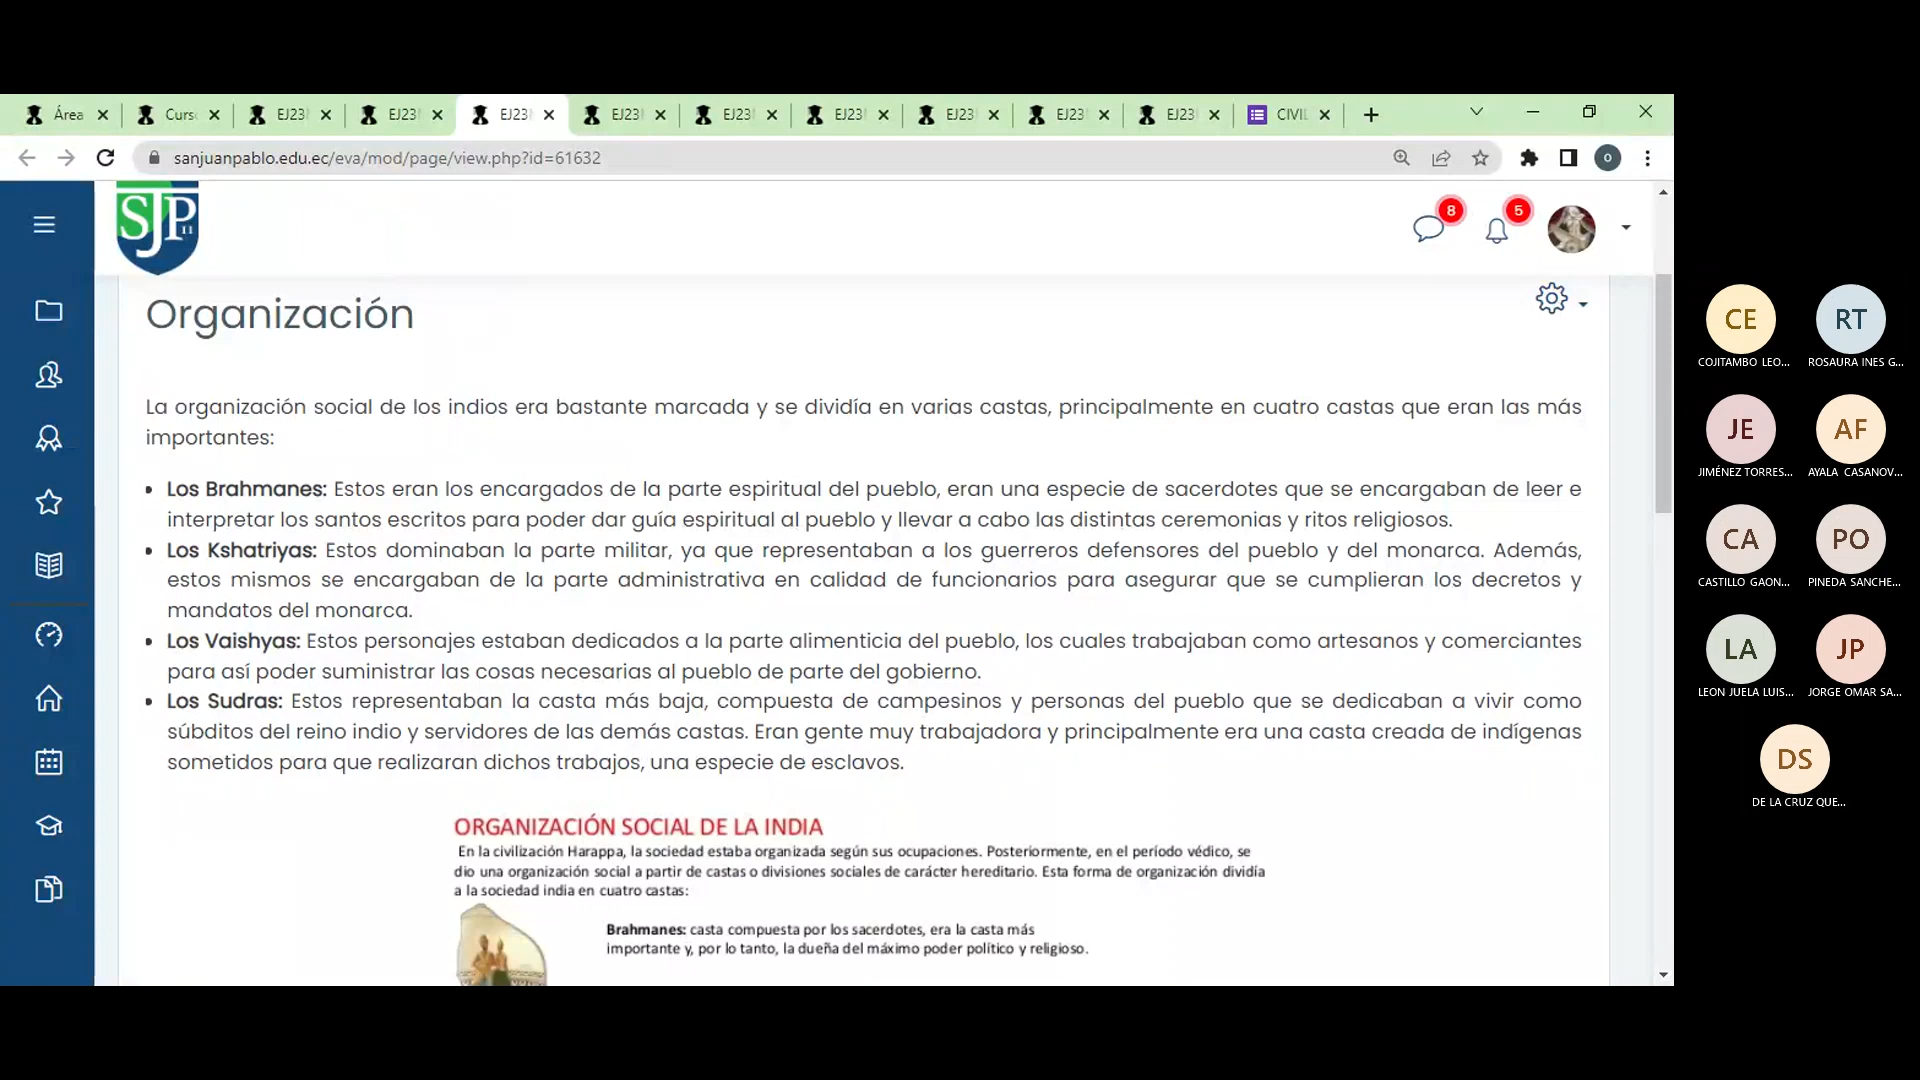 Área
Curs
EJ23
EJ23
EJ23
EJ23
EJ23
EJ23
EJ23
EJ23
EJ23
CIVIL
sanjuanpablo.edu.ec/eva/mod/page/view.php?id=61632
O
SJP II
8
5
Organización
La organización social de los indios era bastante marcada y se dividía en varias castas, principalmente en cuatro castas que eran las más
importantes:
• Los Brahmanes: Estos eran los encargados de la parte espiritual del pueblo, eran una especie de sacerdotes que se encargaban de leer e
interpretar los santos escritos para poder dar guía espiritual al pueblo y llevar a cabo las distintas ceremonias y ritos religiosos.
• Los Kshatriyas: Estos dominaban la parte militar, ya que representaban a los guerreros defensores del pueblo y del monarca. Además,
estos mismos se encargaban de la parte administrativa en calidad de funcionarios para asegurar que se cumplieran los decretos y
mandatos del monarca.
• Los Vaishyas: Estos personajes estaban dedicados a la parte alimenticia del pueblo, los cuales trabajaban como artesanos y comerciantes
para así poder suministrar las cosas necesarias al pueblo de parte del gobierno.
• Los Sudras: Estos representaban la casta más baja, compuesta de campesinos y personas del pueblo que se dedicaban a vivir como
súbditos del reino indio y servidores de las demás castas. Eran gente muy trabajadora y principalmente era una casta creada de indígenas
sometidos para que realizaran dichos trabajos, una especie de esclavos.
ORGANIZACIÓN SOCIAL DE LA INDIA
En la civilización Harappa, la sociedad estaba organizada según sus ocupaciones. Posteriormente, en el período védico, se
dio una organización social a partir de castas o divisiones sociales de carácter hereditario. Esta forma de organización dividía
a la sociedad india en cuatro castas:
Brahmanes: casta compuesta por los sacerdotes, era la casta más
importante y, por lo tanto, la dueña del máximo poder político y religioso.
CE
COJITAMBO LEO...
RT
ROSAURA INES G...
JE
JIMÉNEZ TORRES...
AF
AYALA CASANOV...
CA
CASTILLO GAON...
PO
PINEDA SANCHE...
LA
LEON JUELA LUIS...
JP
JORGE OMAR SA...
DS
DE LA CRUZ QUE...